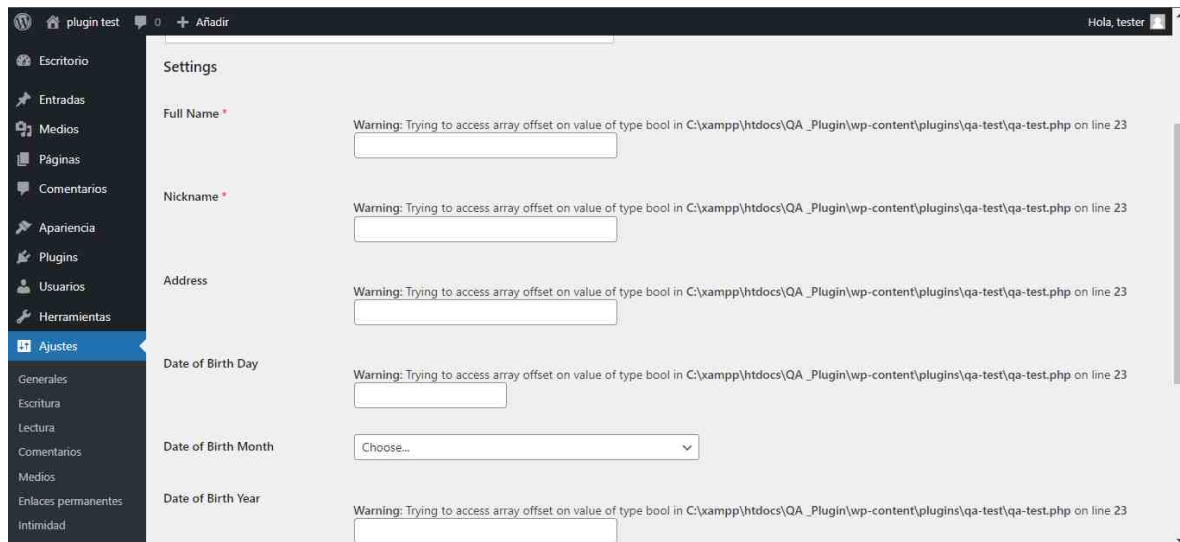 plugin test 0 Añadir Hola, tester
Escritorio
Entradas
Medios
Páginas
Comentarios
Apariencia
Plugins
Usuarios
Herramientas
Ajustes
Generales
Escritura
Lectura
Comentarios
Medios
Enlaces permanentes
Intimidad
Settings
Full Name *
Warning: Trying to access array offset on value of type bool in C:\xampp\htdocs\QA _Plugin\wp-content\plugins\qa-test\qa-test.php on line 23
Nickname *
Warning: Trying to access array offset on value of type bool in C:\xampp\htdocs\QA _Plugin\wp-content\plugins\qa-test\qa-test.php on line 23
Address
Warning: Trying to access array offset on value of type bool in C:\xampp\htdocs\QA _Plugin\wp-content\plugins\qa-test\qa-test.php on line 23
Date of Birth Day
Warning: Trying to access array offset on value of type bool in C:\xampp\htdocs\QA _Plugin\wp-content\plugins\qa-test\qa-test.php on line 23
Date of Birth Month
Choose...
Date of Birth Year
Warning: Trying to access array offset on value of type bool in C:\xampp\htdocs\QA _Plugin\wp-content\plugins\qa-test\qa-test.php on line 23